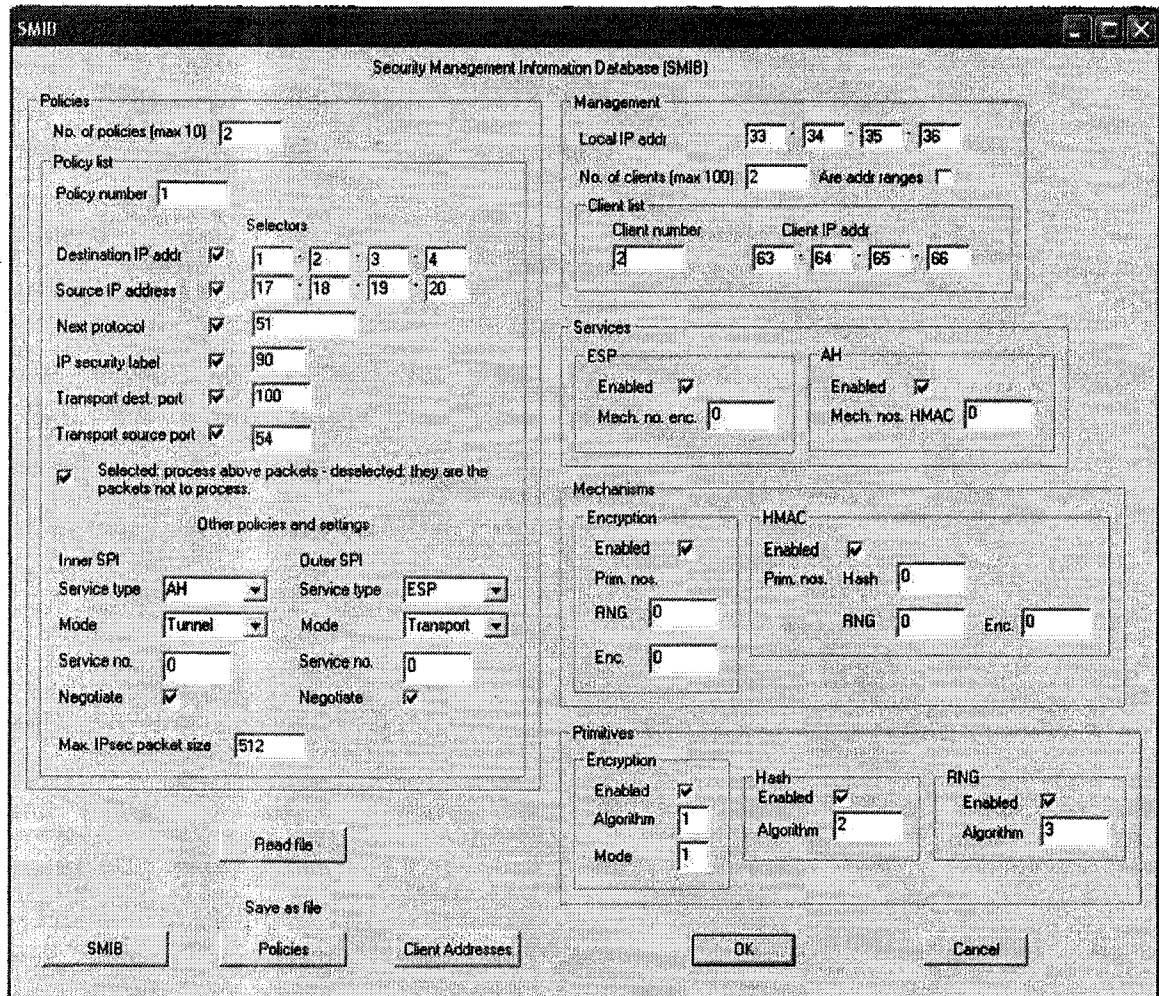 SMIB
Security Management Information Database (SMIB)
Policies
No. of policies (max 10) 2
Policy list
Policy number 1
Selectors
Destination IP addr 1 - 2 - 3 - 4
Source IP address 17 - 18 - 19 - 20
Next protocol 51
IP security label 90
Transport dest. port 100
Transport source port 54
Selected: process above packets - deselected: they are the
packets not to process.
Other policies and settings
Inner SPI Outer SPI
Service type AH Service type ESP
Mode Tunnel Mode Transport
Service no. 0 Service no. 0
Negotiate Negotiate
Max. IPsec packet size 512
Read file
Save as file
SMIB Policies Client Addresses
Management
Local IP addr 33 - 34 - 35 - 36
No. of clients (max 100) 2 Are addr ranges
Client list
Client number Client IP addr
2 63 - 64 - 65 - 66
Services
ESP
Enabled
Mech. no. enc. 0
AH
Enabled
Mech. nos. HMAC 0
Mechanisms
Encryption
Enabled
Prim. nos.
RNG 0
Enc. 0
HMAC
Enabled
Prim. nos. Hash 0
RNG 0 Enc. 0
Primitives
Encryption
Enabled
Algorithm 1
Mode 1
Hash
Enabled
Algorithm 2
RNG
Enabled
Algorithm 3
OK Cancel